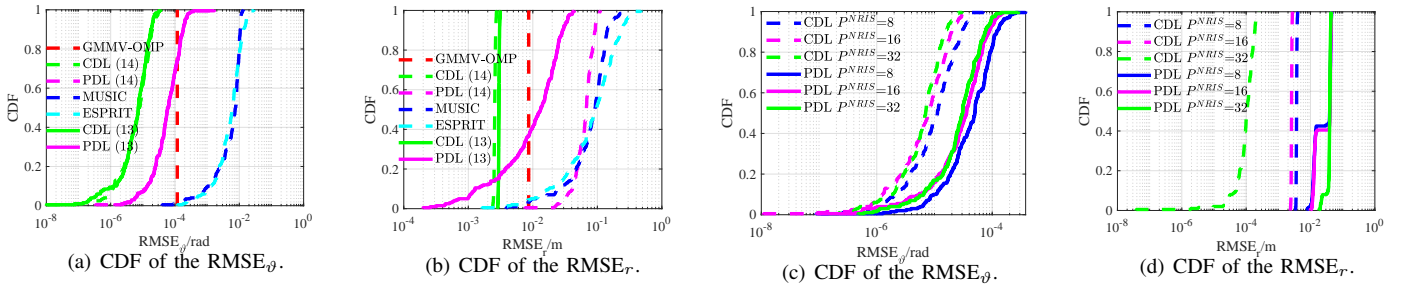 CDF
1
0.8
0.6
0.4
0.2
0
GMMV-OMP
CDL (14)
PDL (14)
MUSIC
ESPRIT
CDL (13)
PDL (13)
10⁻⁸ 10⁻⁶ 10⁻⁴ 10⁻² 10⁰
RMSE_ϑ/rad
(a) CDF of the RMSE_ϑ.
CDF
1
0.8
0.6
0.4
0.2
0
GMMV-OMP
CDL (14)
PDL (14)
MUSIC
ESPRIT
CDL (13)
PDL (13)
10⁻⁴ 10⁻³ 10⁻² 10⁻¹ 10⁰
RMSE_r/m
(b) CDF of the RMSE_r.
CDF
1
0.8
0.6
0.4
0.2
0
CDL P^NRIS=8
CDL P^NRIS=16
CDL P^NRIS=32
PDL P^NRIS=8
PDL P^NRIS=16
PDL P^NRIS=32
10⁻⁸ 10⁻⁶ 10⁻⁴
RMSE_ϑ/rad
(c) CDF of the RMSE_ϑ.
CDF
1
0.8
0.6
0.4
0.2
0
CDL P^NRIS=8
CDL P^NRIS=16
CDL P^NRIS=32
PDL P^NRIS=8
PDL P^NRIS=16
PDL P^NRIS=32
10⁻⁸ 10⁻⁶ 10⁻⁴ 10⁻² 10⁰
RMSE_r/m
(d) CDF of the RMSE_r.